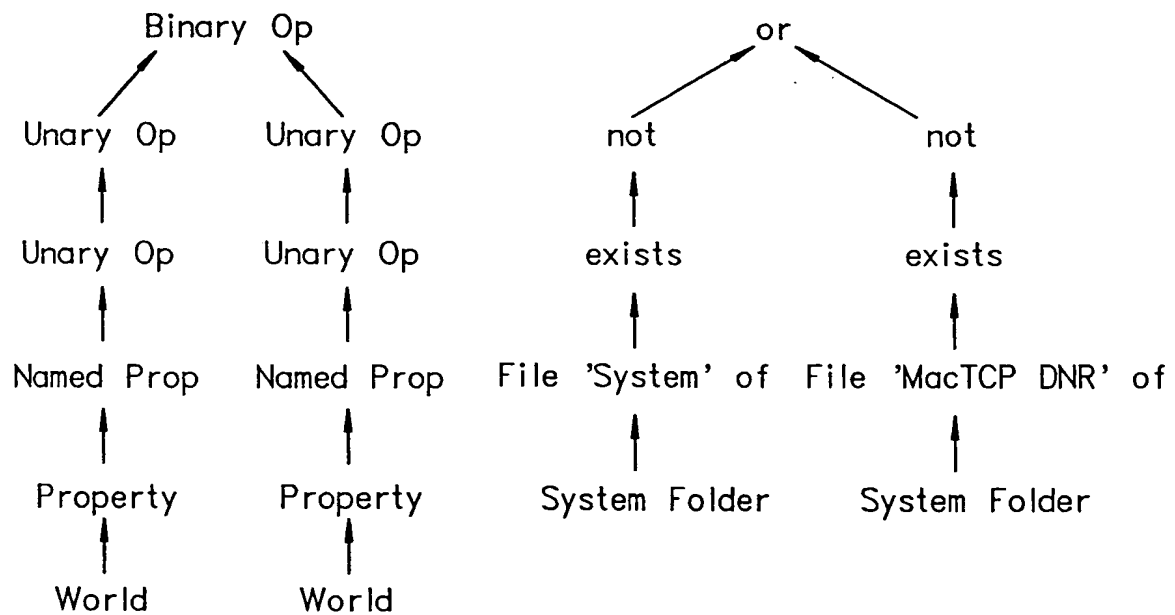 Binary Op or
Unary Op Unary Op not not
Unary Op Unary Op exists exists
Named Prop Named Prop File 'System' of File 'MacTCP DNR' of
Property Property System Folder System Folder
World World